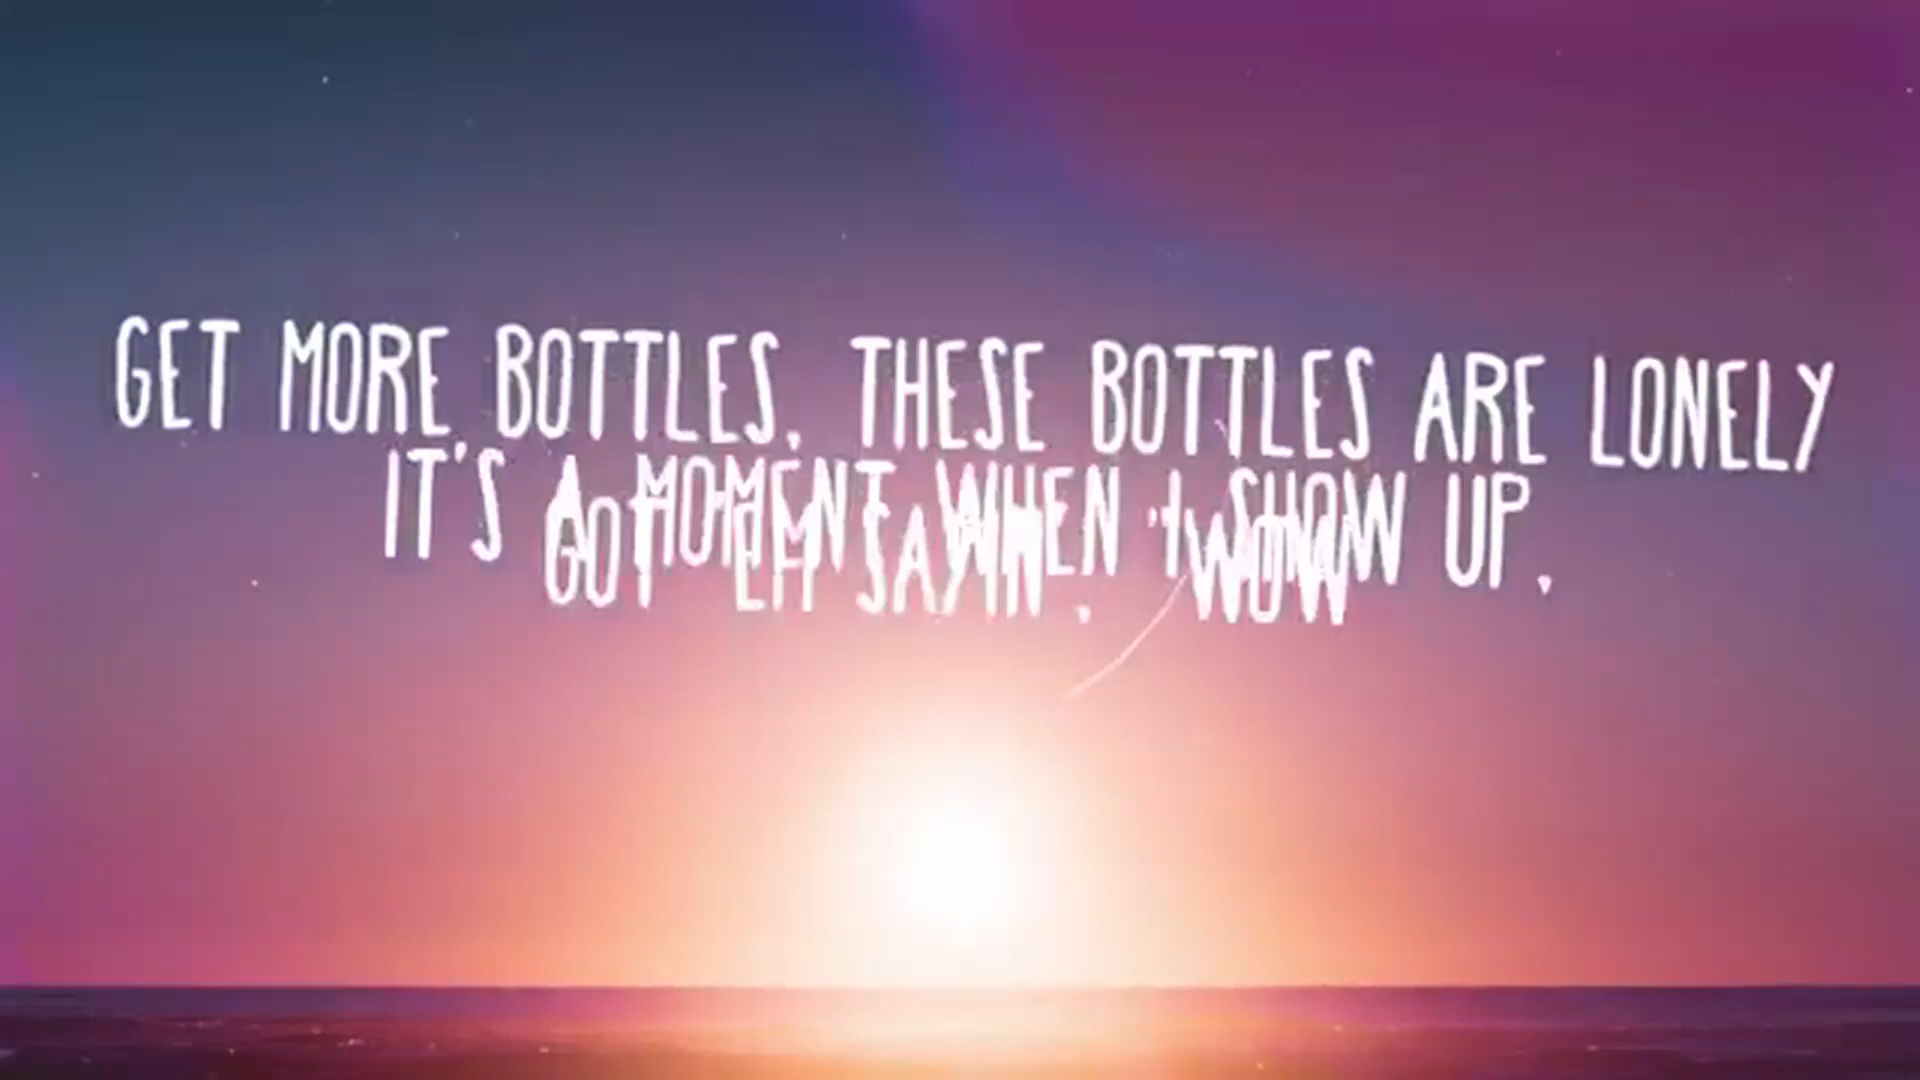 GET MORE BOTTLES, THESE BOTTLES ARE LONELY
IT'S A MOMENT WHEN I SHOW UP,
GOT 'EM SAYIN', "WOW